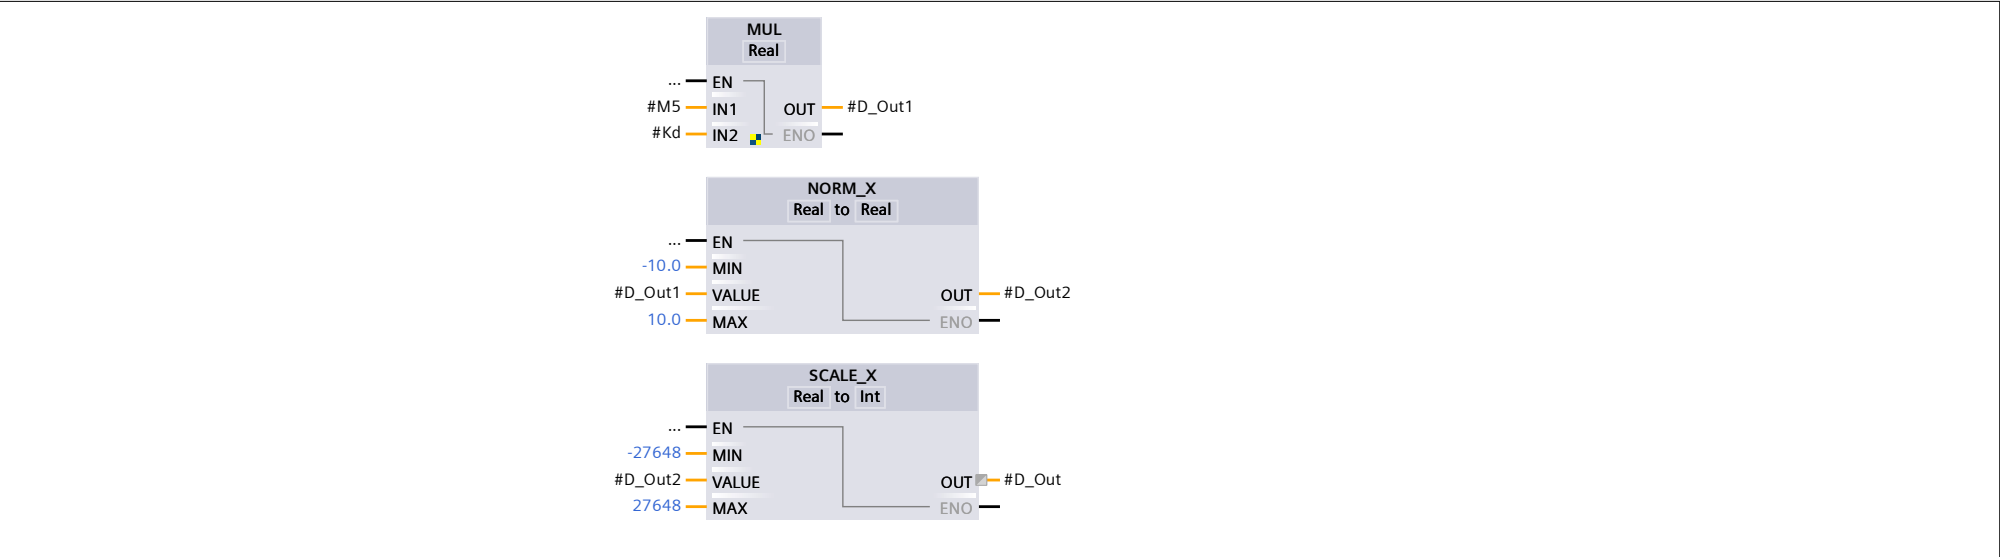 MUL
Real
... EN
#M5 IN1 OUT #D_Out1
#Kd IN2 ENO
NORM_X
Real to Real
... EN
-10.0 MIN
#D_Out1 VALUE OUT #D_Out2
10.0 MAX ENO
SCALE_X
Real to Int
... EN
-27648 MIN
#D_Out2 VALUE OUT #D_Out
27648 MAX ENO